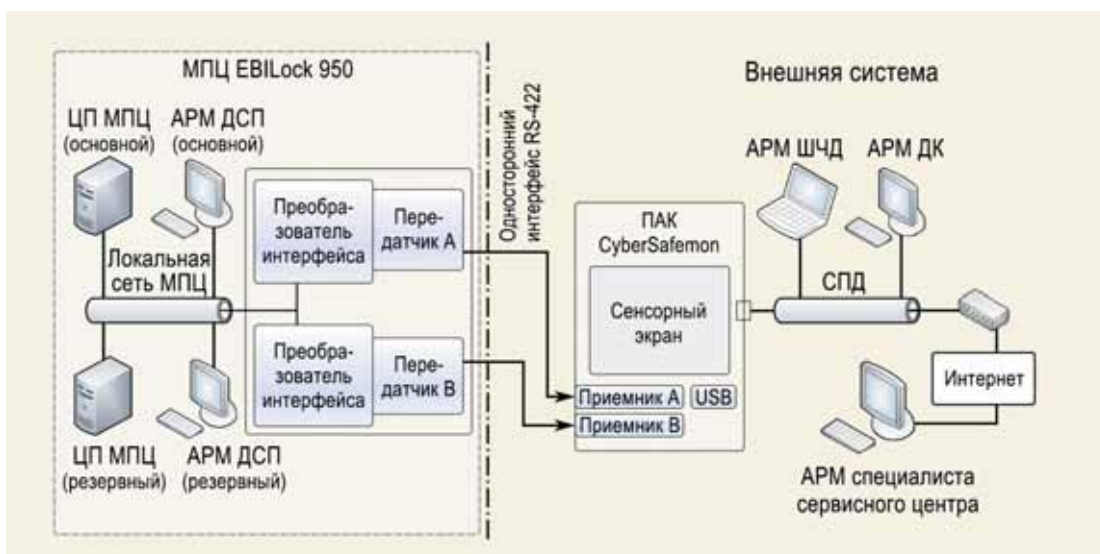 МПЦ EBILock 950
ЦП МПЦ
(основной)
АРМ ДСП
(основной)
Преобра-
зователь
интерфейса
Пере-
датчик А
Локальная
сеть МПЦ
Преобра-
зователь
интерфейса
Пере-
датчик В
ЦП МПЦ
(резервный)
АРМ ДСП
(резервный)
Односторонний
интерфейс RS-422
Внешняя система
ПАК
CyberSafemon
Сенсорный
экран
Приемник А
USB
Приемник В
АРМ ШЧД
АРМ ДК
СПД
Интернет
АРМ специалиста
сервисного центра